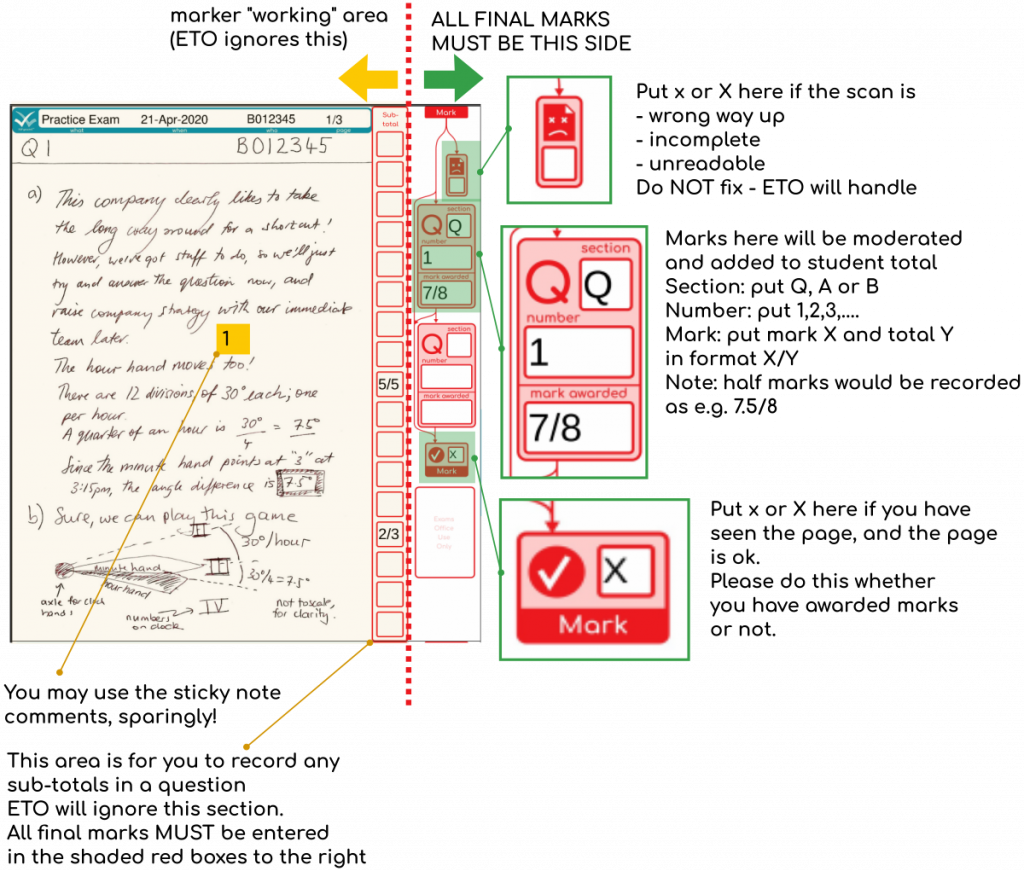 marker "working" area
(ETO ignores this)
ALL FINAL MARKS
MUST BE THIS SIDE
Practice Exam
what
21-Apr-2020
when
B012345
who
1/3
page
Q1
B012345
a) This company clearly likes to take
the long way round for a shortcut!
However, we've got stuff to do, so we'll just
try and answer the question now, and
raise company strategy with our immediate
team later.
1
The hour hand moves too!
There are 12 divisions of 30° each; one
per hour.
A quarter of an hour is 30°/4 = 7.5°
Since the minute hand points at "3" at
3:15pm, the angle difference is 7.5°
b) Sure, we can play this game
III
30°/hour
minute hand
III
hour hand
30°/4 = 7.5°
axle for clock
hands
numbers
on clock
IV
not to scale,
for clarity.
Sub-
total
5/5
2/3
Mark
section
Q Q
number
1
mark awarded
7/8
section
Q
number
mark awarded
X
Mark
Exams
Office
Use
Only
Put x or X here if the scan is
- wrong way up
- incomplete
- unreadable
Do NOT fix - ETO will handle
section
Q Q
number
1
mark awarded
7/8
Marks here will be moderated
and added to student total
Section: put Q, A or B
Number: put 1,2,3,....
Mark: put mark X and total Y
in format X/Y
Note: half marks would be recorded
as e.g. 7.5/8
X
Mark
Put x or X here if you have
seen the page, and the page
is ok.
Please do this whether
you have awarded marks
or not.
You may use the sticky note
comments, sparingly!
This area is for you to record any
sub-totals in a question
ETO will ignore this section.
All final marks MUST be entered
in the shaded red boxes to the right